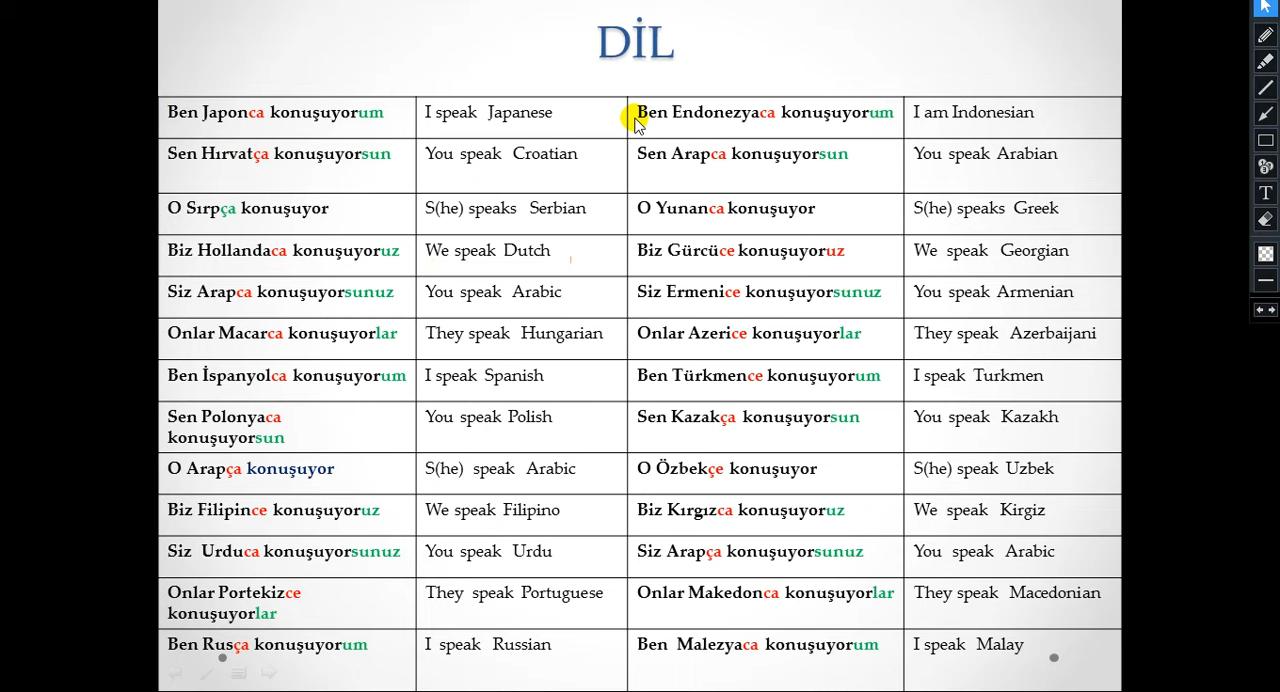 DİL
Ben Japonca konuşuyorum I speak Japanese Ben Endonezyaca konuşuyorum I am Indonesian
Sen Hırvatça konuşuyorsun You speak Croatian Sen Arapca konuşuyorsun You speak Arabian
O Sırpça konuşuyor S(he) speaks Serbian O Yunanca konuşuyor S(he) speaks Greek
Biz Hollandaca konuşuyoruz We speak Dutch Biz Gürcüce konuşuyoruz We speak Georgian
Siz Arapca konuşuyorsunuz You speak Arabic Siz Ermenice konuşuyorsunuz You speak Armenian
Onlar Macarca konuşuyorlar They speak Hungarian Onlar Azerice konuşuyorlar They speak Azerbaijani
Ben İspanyolca konuşuyorum I speak Spanish Ben Türkmence konuşuyorum I speak Turkmen
Sen Polonyaca You speak Polish Sen Kazakça konuşuyorsun You speak Kazakh
konuşuyorsun
O Arapça konuşuyor S(he) speak Arabic O Özbekçe konuşuyor S(he) speak Uzbek
Biz Filipince konuşuyoruz We speak Filipino Biz Kırgızca konuşuyoruz We speak Kirgiz
Siz Urduca konuşuyorsunuz You speak Urdu Siz Arapça konuşuyorsunuz You speak Arabic
Onlar Portekizce They speak Portuguese Onlar Makedonca konuşuyorlar They speak Macedonian
konuşuyorlar
Ben Rusça konuşuyorum I speak Russian Ben Malezyaca konuşuyorum I speak Malay